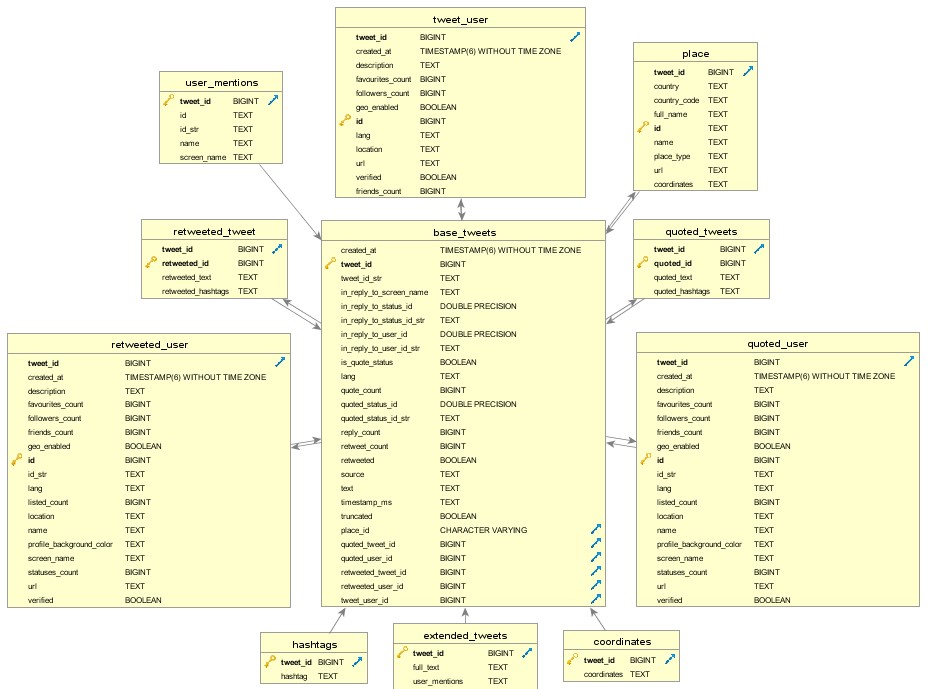 tweet_user
tweet_id BIGINT
created_at TIMESTAMP(6) WITHOUT TIME ZONE
description TEXT
favourites_count BIGINT
followers_count BIGINT
geo_enabled BOOLEAN
id BIGINT
lang TEXT
location TEXT
url TEXT
verified BOOLEAN
friends_count BIGINT
place
tweet_id BIGINT
country TEXT
country_code TEXT
full_name TEXT
id TEXT
name TEXT
place_type TEXT
url TEXT
coordinates TEXT
user_mentions
tweet_id BIGINT
id TEXT
id_str TEXT
name TEXT
screen_name TEXT
retweeted_tweet
tweet_id BIGINT
retweeted_id BIGINT
retweeted_text TEXT
retweeted_hashtags TEXT
base_tweets
created_at TIMESTAMP(6) WITHOUT TIME ZONE
tweet_id BIGINT
tweet_id_str TEXT
in_reply_to_screen_name TEXT
in_reply_to_status_id DOUBLE PRECISION
in_reply_to_status_id_str TEXT
in_reply_to_user_id DOUBLE PRECISION
in_reply_to_user_id_str TEXT
is_quote_status BOOLEAN
lang TEXT
quote_count BIGINT
quoted_status_id DOUBLE PRECISION
quoted_status_id_str TEXT
reply_count BIGINT
retweet_count BIGINT
retweeted BOOLEAN
source TEXT
text TEXT
timestamp_ms TEXT
truncated BOOLEAN
place_id CHARACTER VARYING
quoted_tweet_id BIGINT
quoted_user_id BIGINT
retweeted_tweet_id BIGINT
retweeted_user_id BIGINT
tweet_user_id BIGINT
quoted_tweets
tweet_id BIGINT
quoted_id BIGINT
quoted_text TEXT
quoted_hashtags TEXT
retweeted_user
tweet_id BIGINT
created_at TIMESTAMP(6) WITHOUT TIME ZONE
description TEXT
favourites_count BIGINT
followers_count BIGINT
friends_count BIGINT
geo_enabled BOOLEAN
id BIGINT
id_str TEXT
lang TEXT
listed_count BIGINT
location TEXT
name TEXT
profile_background_color TEXT
screen_name TEXT
statuses_count BIGINT
url TEXT
verified BOOLEAN
quoted_user
tweet_id BIGINT
created_at TIMESTAMP(6) WITHOUT TIME ZONE
description TEXT
favourites_count BIGINT
followers_count BIGINT
friends_count BIGINT
geo_enabled BOOLEAN
id BIGINT
id_str TEXT
lang TEXT
listed_count BIGINT
location TEXT
name TEXT
profile_background_color TEXT
screen_name TEXT
statuses_count BIGINT
url TEXT
verified BOOLEAN
hashtags
tweet_id BIGINT
hashtag TEXT
extended_tweets
tweet_id BIGINT
full_text TEXT
user_mentions TEXT
coordinates
tweet_id BIGINT
coordinates TEXT